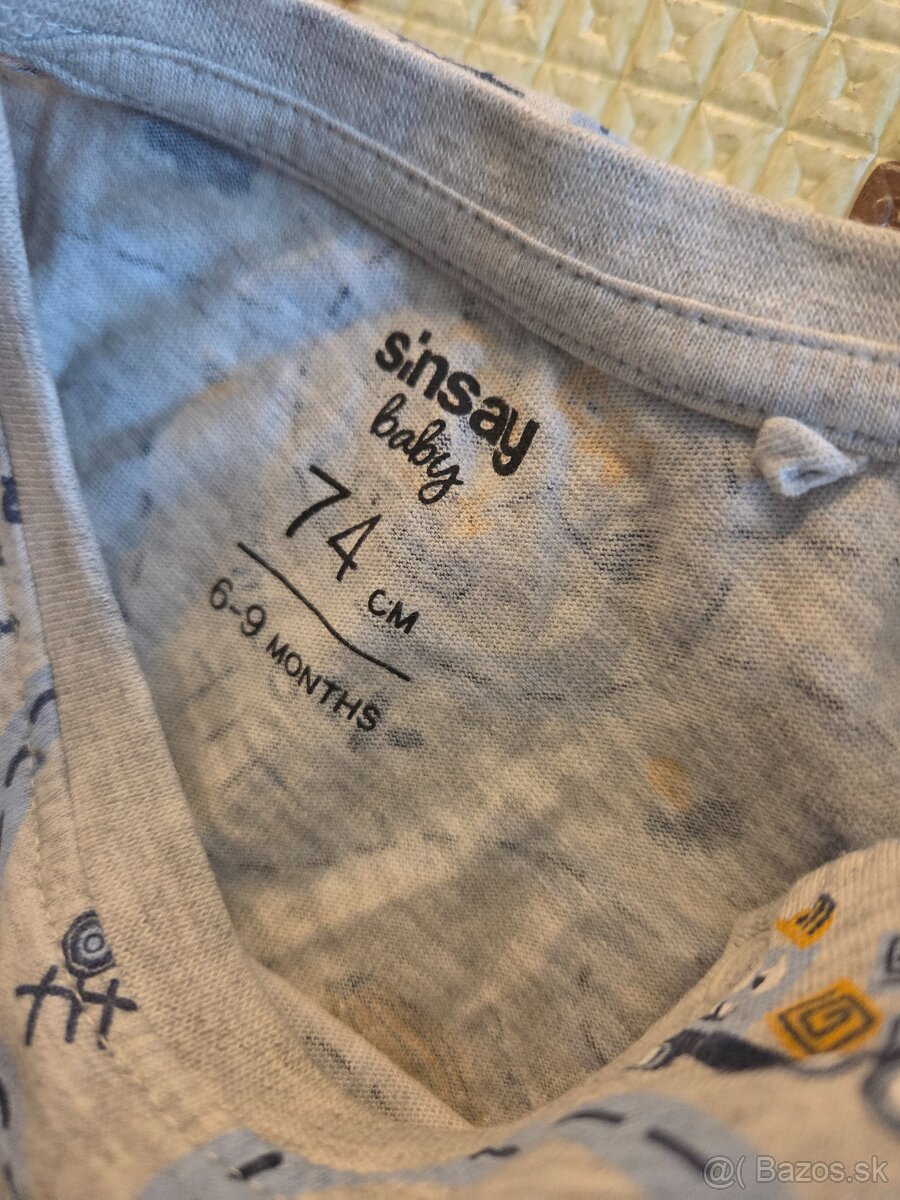 sinsay
baby
74 CM
6-9 MONTHS
@( Bazos.sk